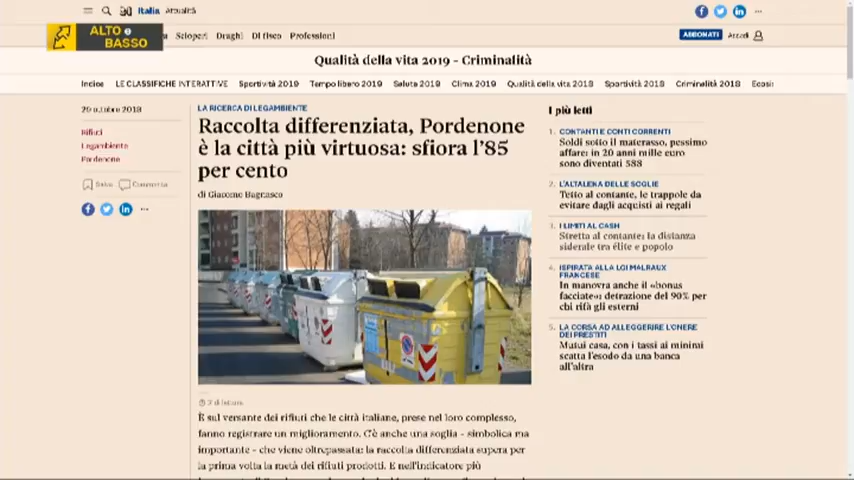 Italia Attualità
ALTO e
BASSO
Scioperi Draghi Di Fisco Professioni
ABBONATI Accedi
Qualità della vita 2019 - Criminalità
Indice LE CLASSIFICHE INTERATTIVE Sportività 2019 Tempo libero 2019 Salute 2019 Clima 2019 Qualità della vita 2018 Sportività 2018 Criminalità 2018 Ecosis
29 ottobre 2018
Rifiuti
Legambiente
Pordenone
Salva Commenta
LA RICERCA DI LEGAMBIENTE
Raccolta differenziata, Pordenone
è la città più virtuosa: sfiora l'85
per cento
di Giacomo Bagnasco
2' di lettura
È sul versante dei rifiuti che le città italiane, prese nel loro complesso,
fanno registrare un miglioramento. C'è anche una soglia - simbolica ma
importante - che viene oltrepassata: la raccolta differenziata supera per
la prima volta la metà dei rifiuti prodotti. E nell'indicatore più
I più letti
1. CONTANTI E CONTI CORRENTI
Soldi sotto il materasso, pessimo
affare: in 20 anni mille euro
sono diventati 588
2. L'ALTALENA DELLE SOGLIE
Tetto al contante, le trappole da
evitare dagli acquisti ai regali
3. I LIMITI AL CASH
Stretta al contante: la distanza
siderale tra élite e popolo
4. ISPIRATA ALLA LOI MALRAUX
FRANCESE
In manovra anche il «bonus
facciate»: detrazione del 90% per
chi rifà gli esterni
5. LA CORSA AD ALLEGGERIRE L'ONERE
DEI PRESTITI
Mutui casa, con i tassi ai minimi
scatta l'esodo da una banca
all'altra